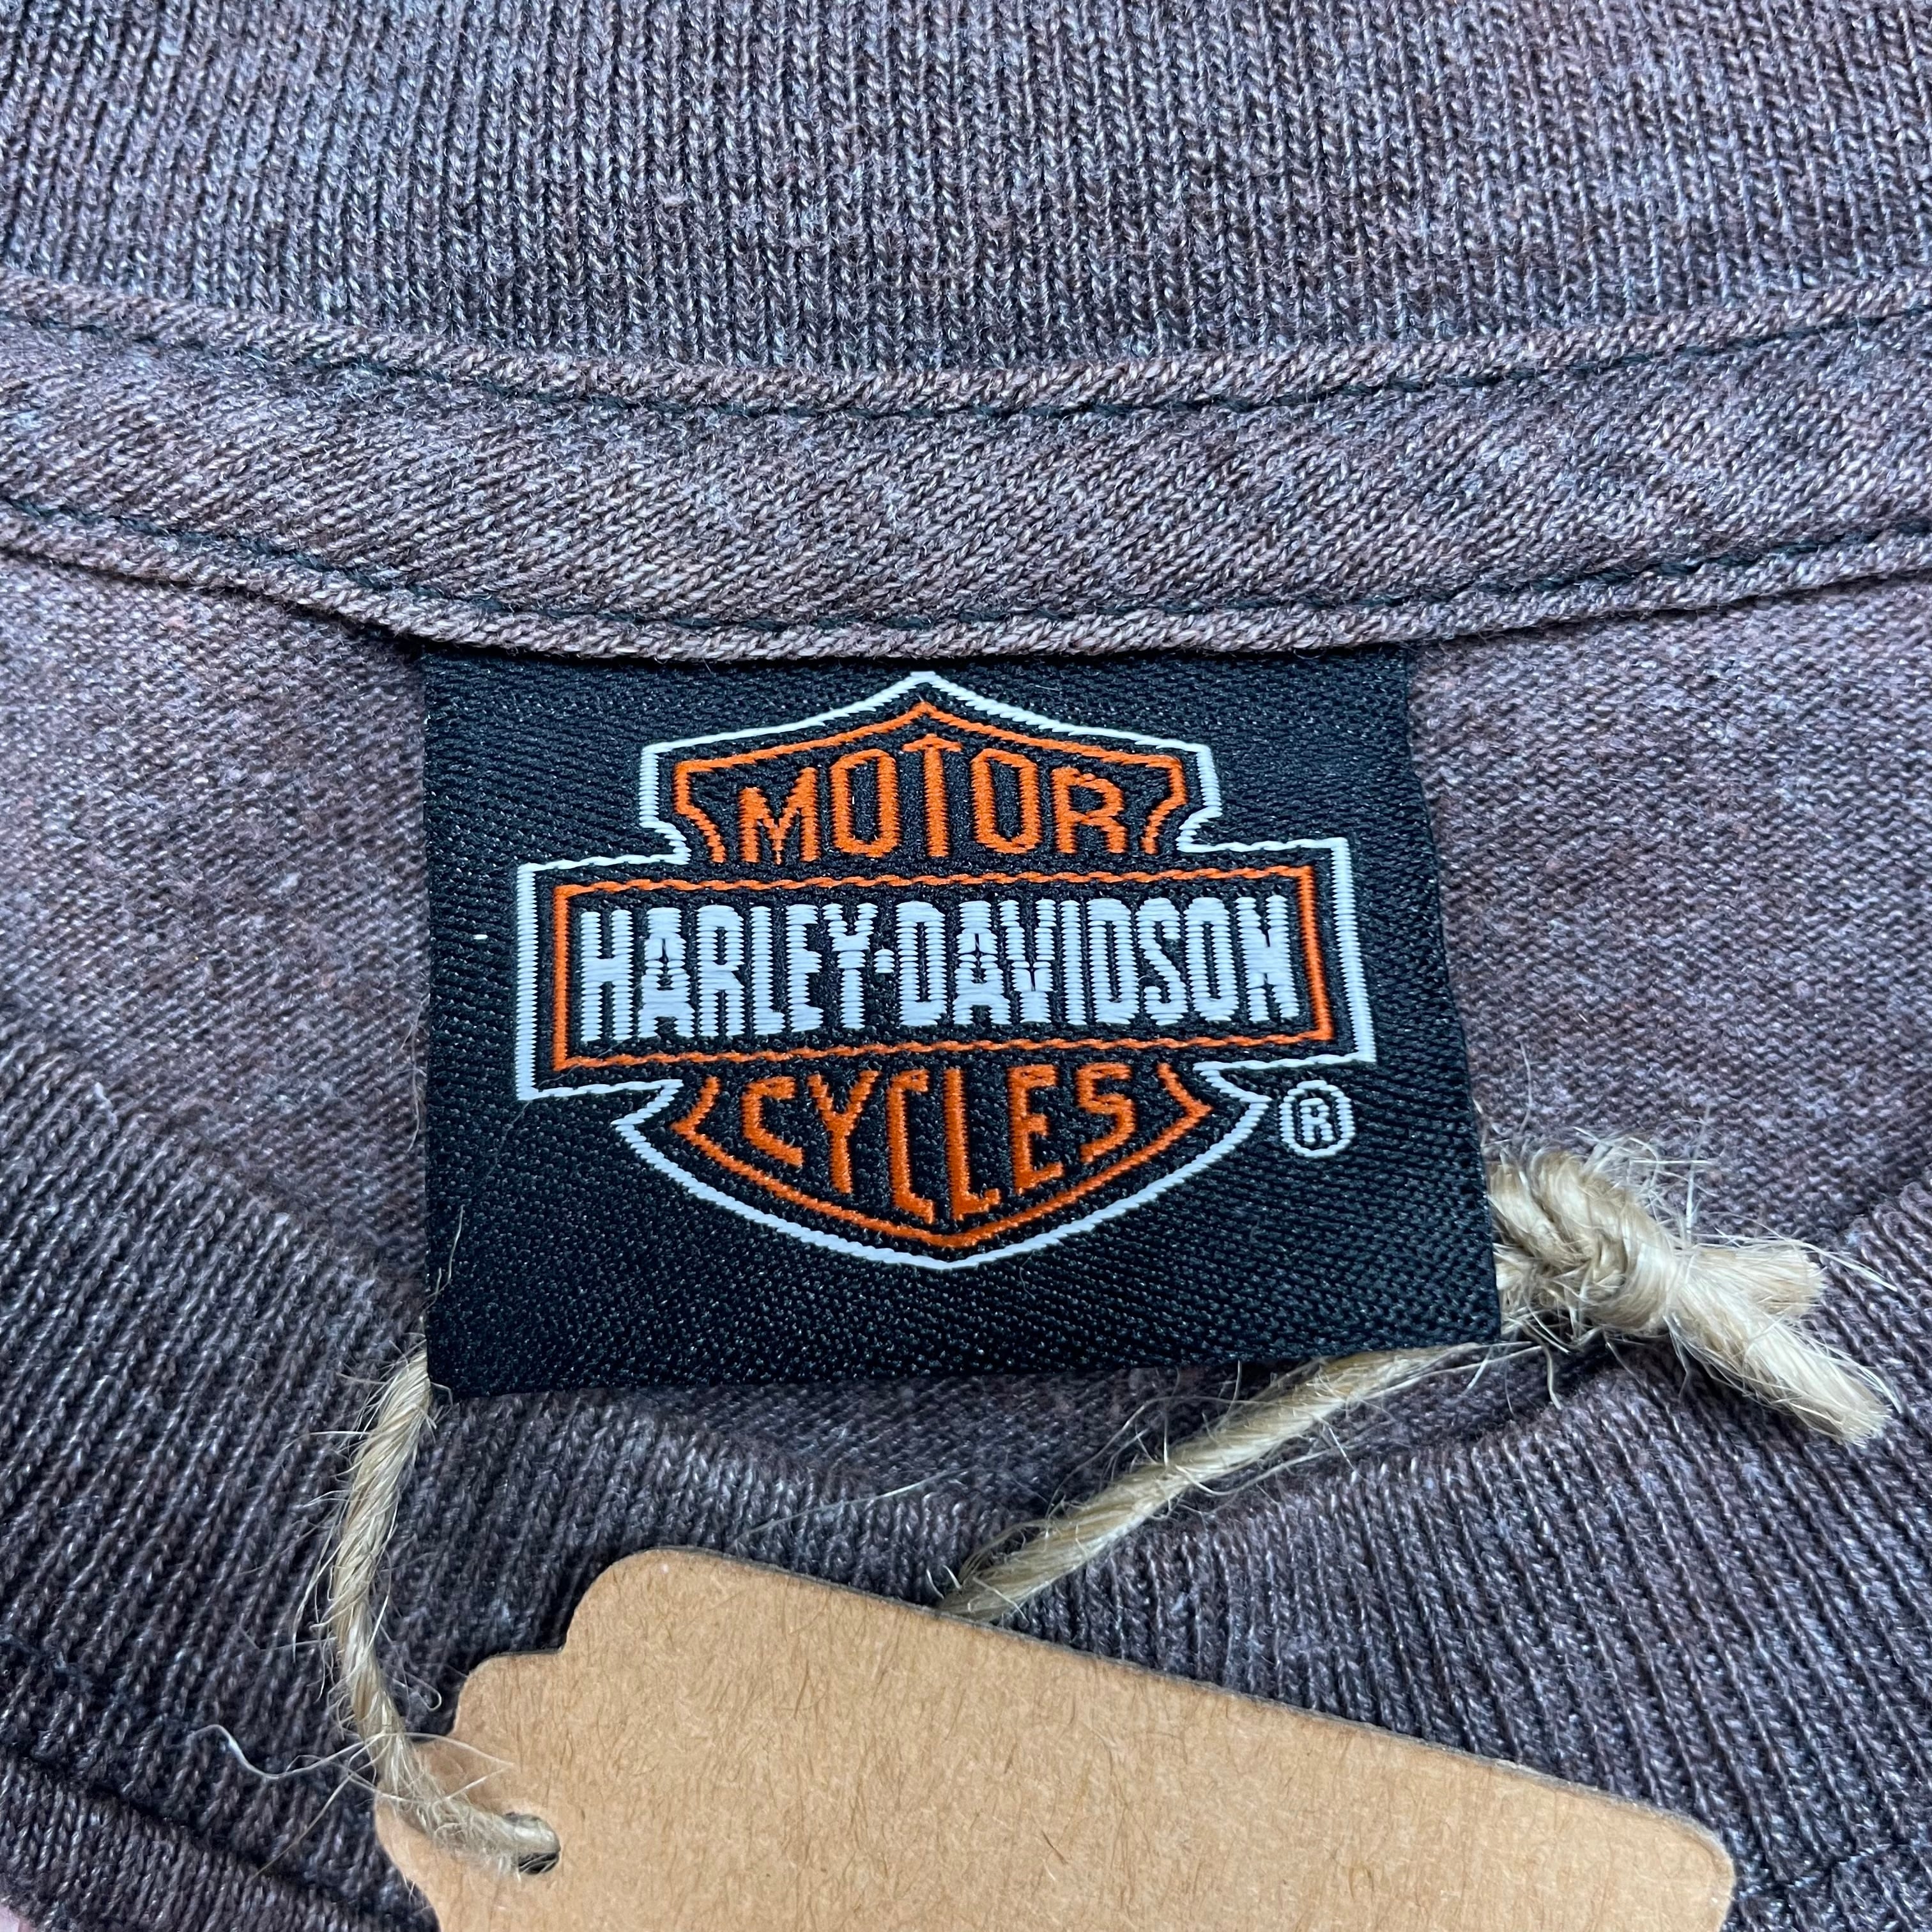 MOTOR
HARLEY-DAVIDSON
CYCLES
®